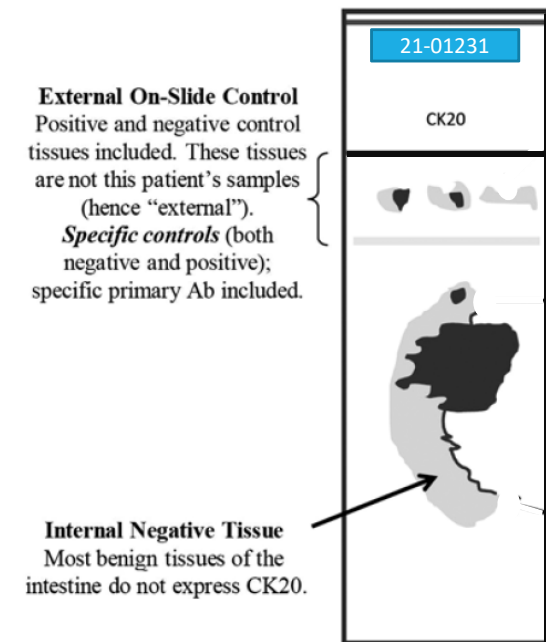 21-01231
CK20
External On-Slide Control
Positive and negative control
tissues included. These tissues
are not this patient’s samples
(hence “external”).
Specific controls (both
negative and positive);
specific primary Ab included.
Internal Negative Tissue
Most benign tissues of the
intestine do not express CK20.